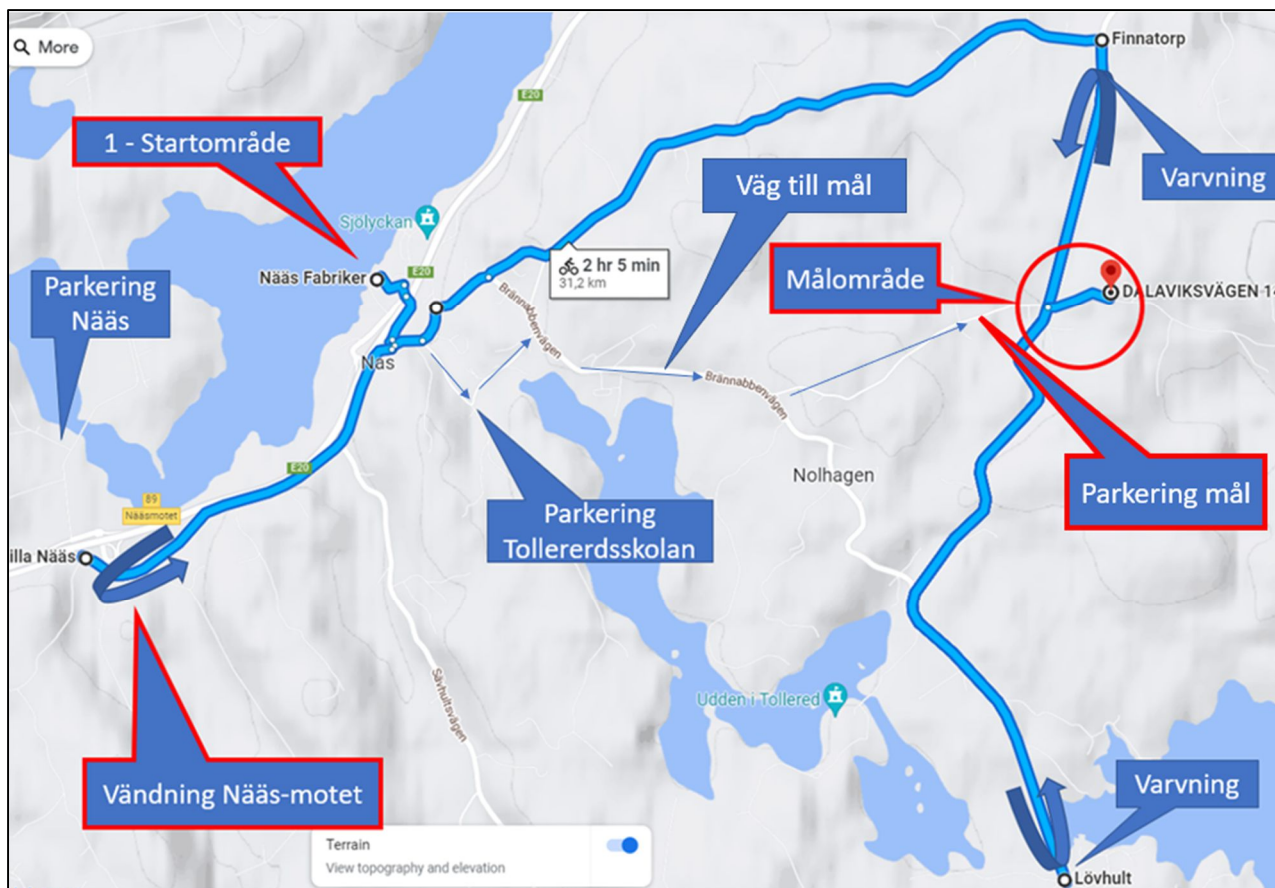 More
Finnatorp
E20
1 - Startområde
Varvning
Väg till mål
Sjölyckan
Nääs Fabriker
E20
2 hr 5 min
31,2 km
Målområde
DALAVIKSVÄGEN 1
Parkering
Nääs
Brännabbenvägen
Näs
Brännabbenvägen
E20
Nolhagen
Parkering mål
89
Nääsmotet
Parkering
Tollererdsskolan
illa Nääs
Sävhultsvägen
Udden i Tollered
Vändning Nääs-motet
Varvning
Terrain
View topography and elevation
Lövhult